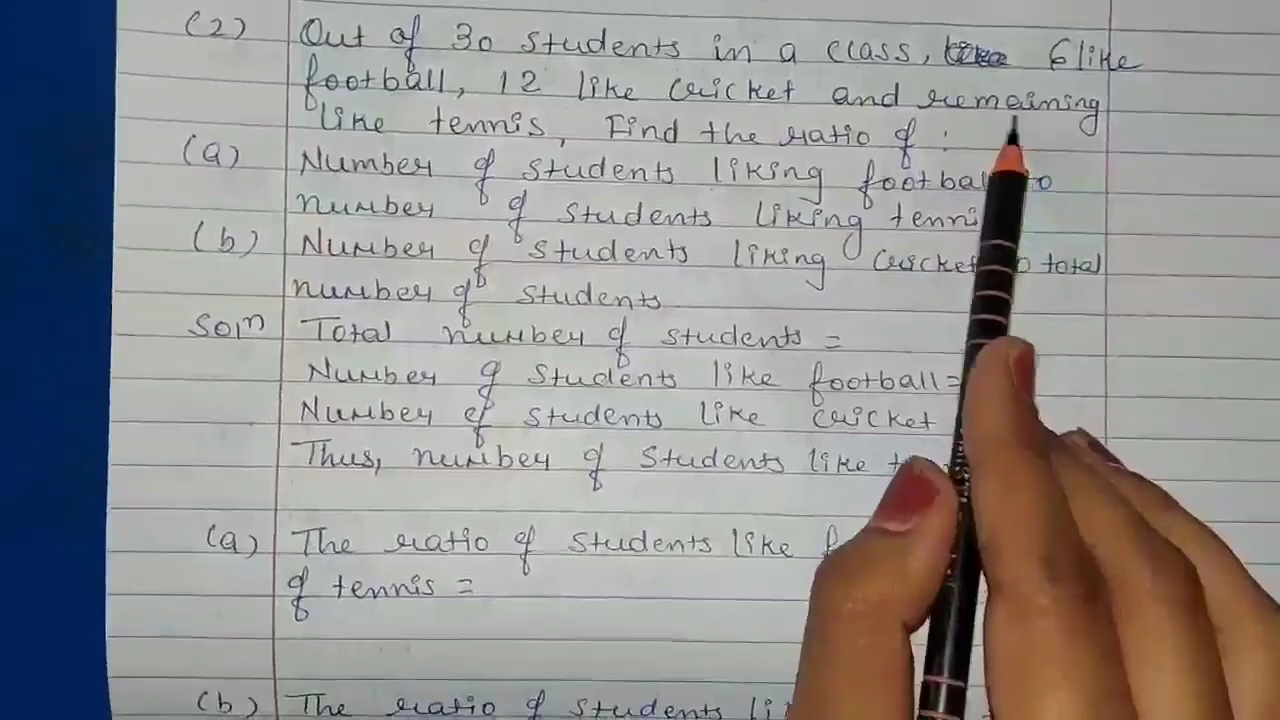 (2) Out of 30 students in a class, 6 like
football, 12 like cricket and remaining
like tennis, Find the ratio of :
(a) Number of students liking football to
number of students liking tennis
(b) Number of students liking cricket to total
number of students
Soln Total number of students =
Number of students like football =
Number of students like cricket
Thus, number of students like
(a) The ratio of students like
of tennis =
(b) The ratio of students